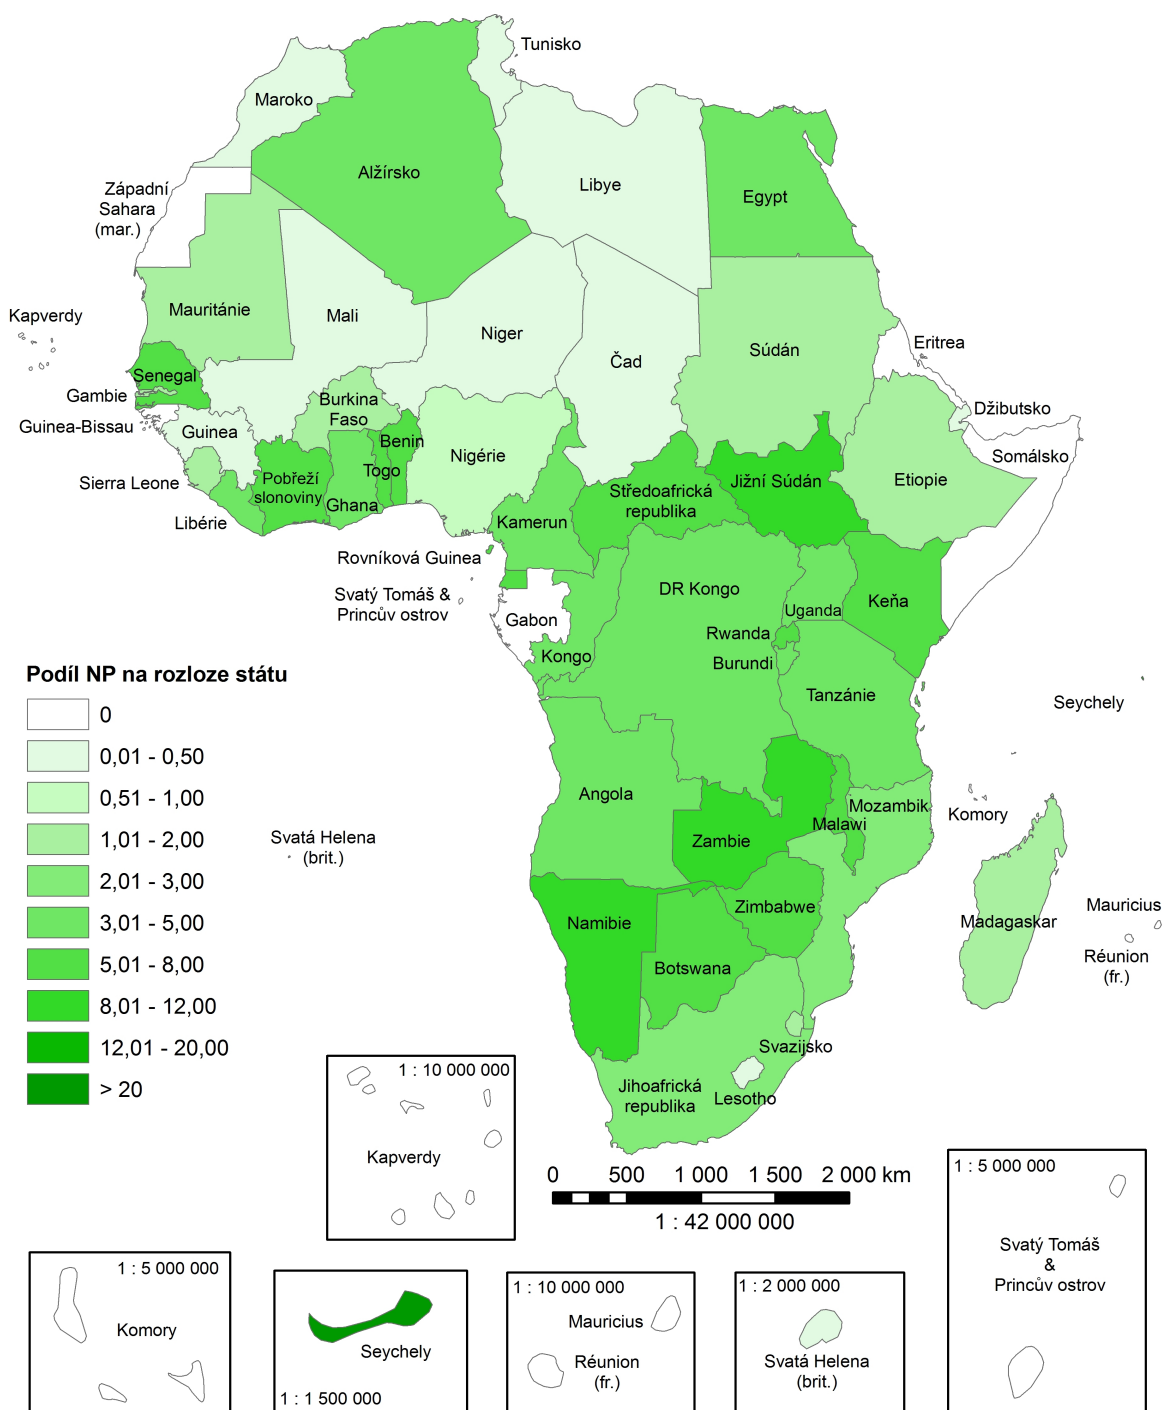 Tunisko
Maroko
Alžírsko
Libye
Egypt
Západní
Sahara
(mar.)
Mauritánie
Mali
Niger
Čad
Súdán
Eritrea
Kapverdy
Senegal
Gambie
Guinea-Bissau
Guinea
Sierra Leone
Libérie
Burkina
Faso
Benin
Togo
Pobřeží
slonoviny
Ghana
Nigérie
Džibutsko
Somálsko
Etiopie
Jižní Súdán
Středoafrická
republika
Kamerun
Rovníková Guinea
Svatý Tomáš &
Princův ostrov
Gabon
Kongo
DR Kongo
Uganda
Keňa
Rwanda
Burundi
Tanzánie
Seychely
Podíl NP na rozloze státu
0
0,01 - 0,50
0,51 - 1,00
1,01 - 2,00
2,01 - 3,00
3,01 - 5,00
5,01 - 8,00
8,01 - 12,00
12,01 - 20,00
> 20
Svatá Helena
(brit.)
Angola
Zambie
Malawi
Mozambik
Komory
Madagaskar
Mauricius
Réunion
(fr.)
Namibie
Zimbabwe
Botswana
Svazijsko
Lesotho
Jihoafrická
republika
1 : 10 000 000
Kapverdy
0 500 1 000 1 500 2 000 km
1 : 42 000 000
1 : 5 000 000
Svatý Tomáš
&
Princův ostrov
1 : 5 000 000
Komory
Seychely
1 : 1 500 000
1 : 10 000 000
Mauricius
Réunion
(fr.)
1 : 2 000 000
Svatá Helena
(brit.)